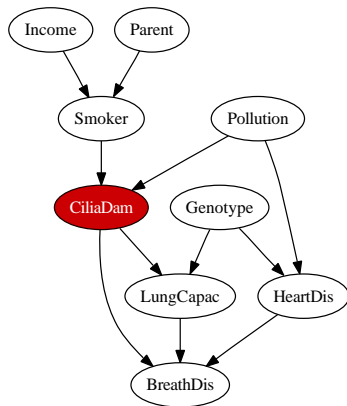 Income
Parent
Smoker
Pollution
CiliaDam
Genotype
LungCapac
HeartDis
BreathDis